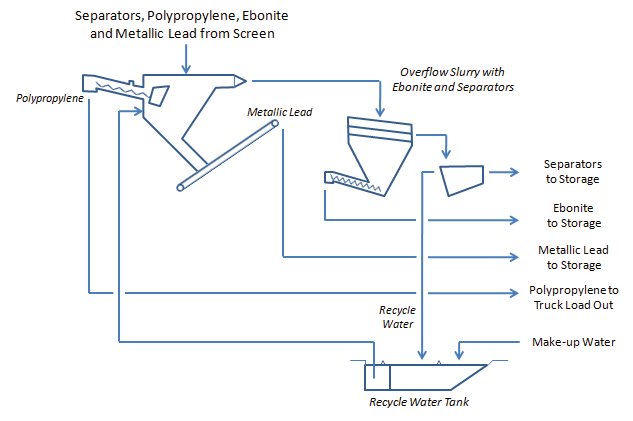 Separators, Polypropylene, Ebonite
and Metallic Lead from Screen
Overflow Slurry with
Ebonite and Separators
Polypropylene
Metallic Lead
Separators
to Storage
Ebonite
to Storage
Metallic Lead
to Storage
Polypropylene to
Truck Load Out
Recycle
Water
Make-up Water
Recycle Water Tank